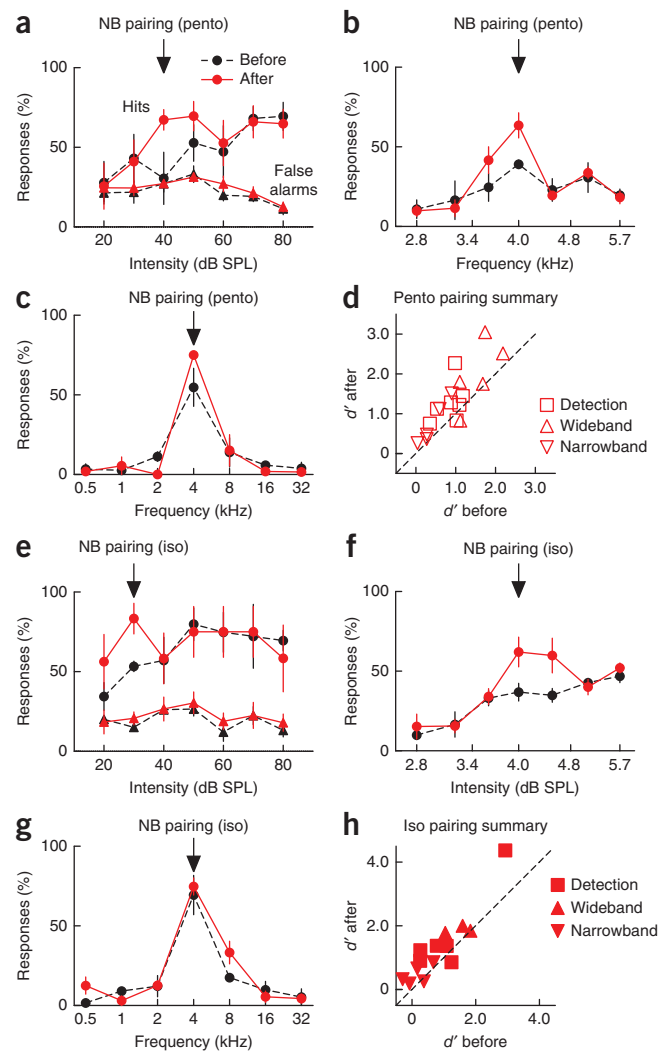 a
NB pairing (pento)
Before
After
Hits
False alarms
Responses (%)
100
50
0
20 40 60 80
Intensity (dB SPL)
b
NB pairing (pento)
Responses (%)
100
50
0
2.8 3.4 4.0 4.8 5.7
Frequency (kHz)
c
NB pairing (pento)
Responses (%)
100
50
0
0.5 1 2 4 8 16 32
Frequency (kHz)
d
Pento pairing summary
d′ after
3.0
2.0
1.0
0
0 1.0 2.0 3.0
d′ before
Detection
Wideband
Narrowband
e
NB pairing (iso)
Responses (%)
100
50
0
20 40 60 80
Intensity (dB SPL)
f
NB pairing (iso)
Responses (%)
100
50
0
2.8 3.4 4.0 4.8 5.7
Intensity (dB SPL)
g
NB pairing (iso)
Responses (%)
100
50
0
0.5 1 2 4 8 16 32
Frequency (kHz)
h
Iso pairing summary
d′ after
4.0
2.0
0
0 2.0 4.0
d′ before
Detection
Wideband
Narrowband